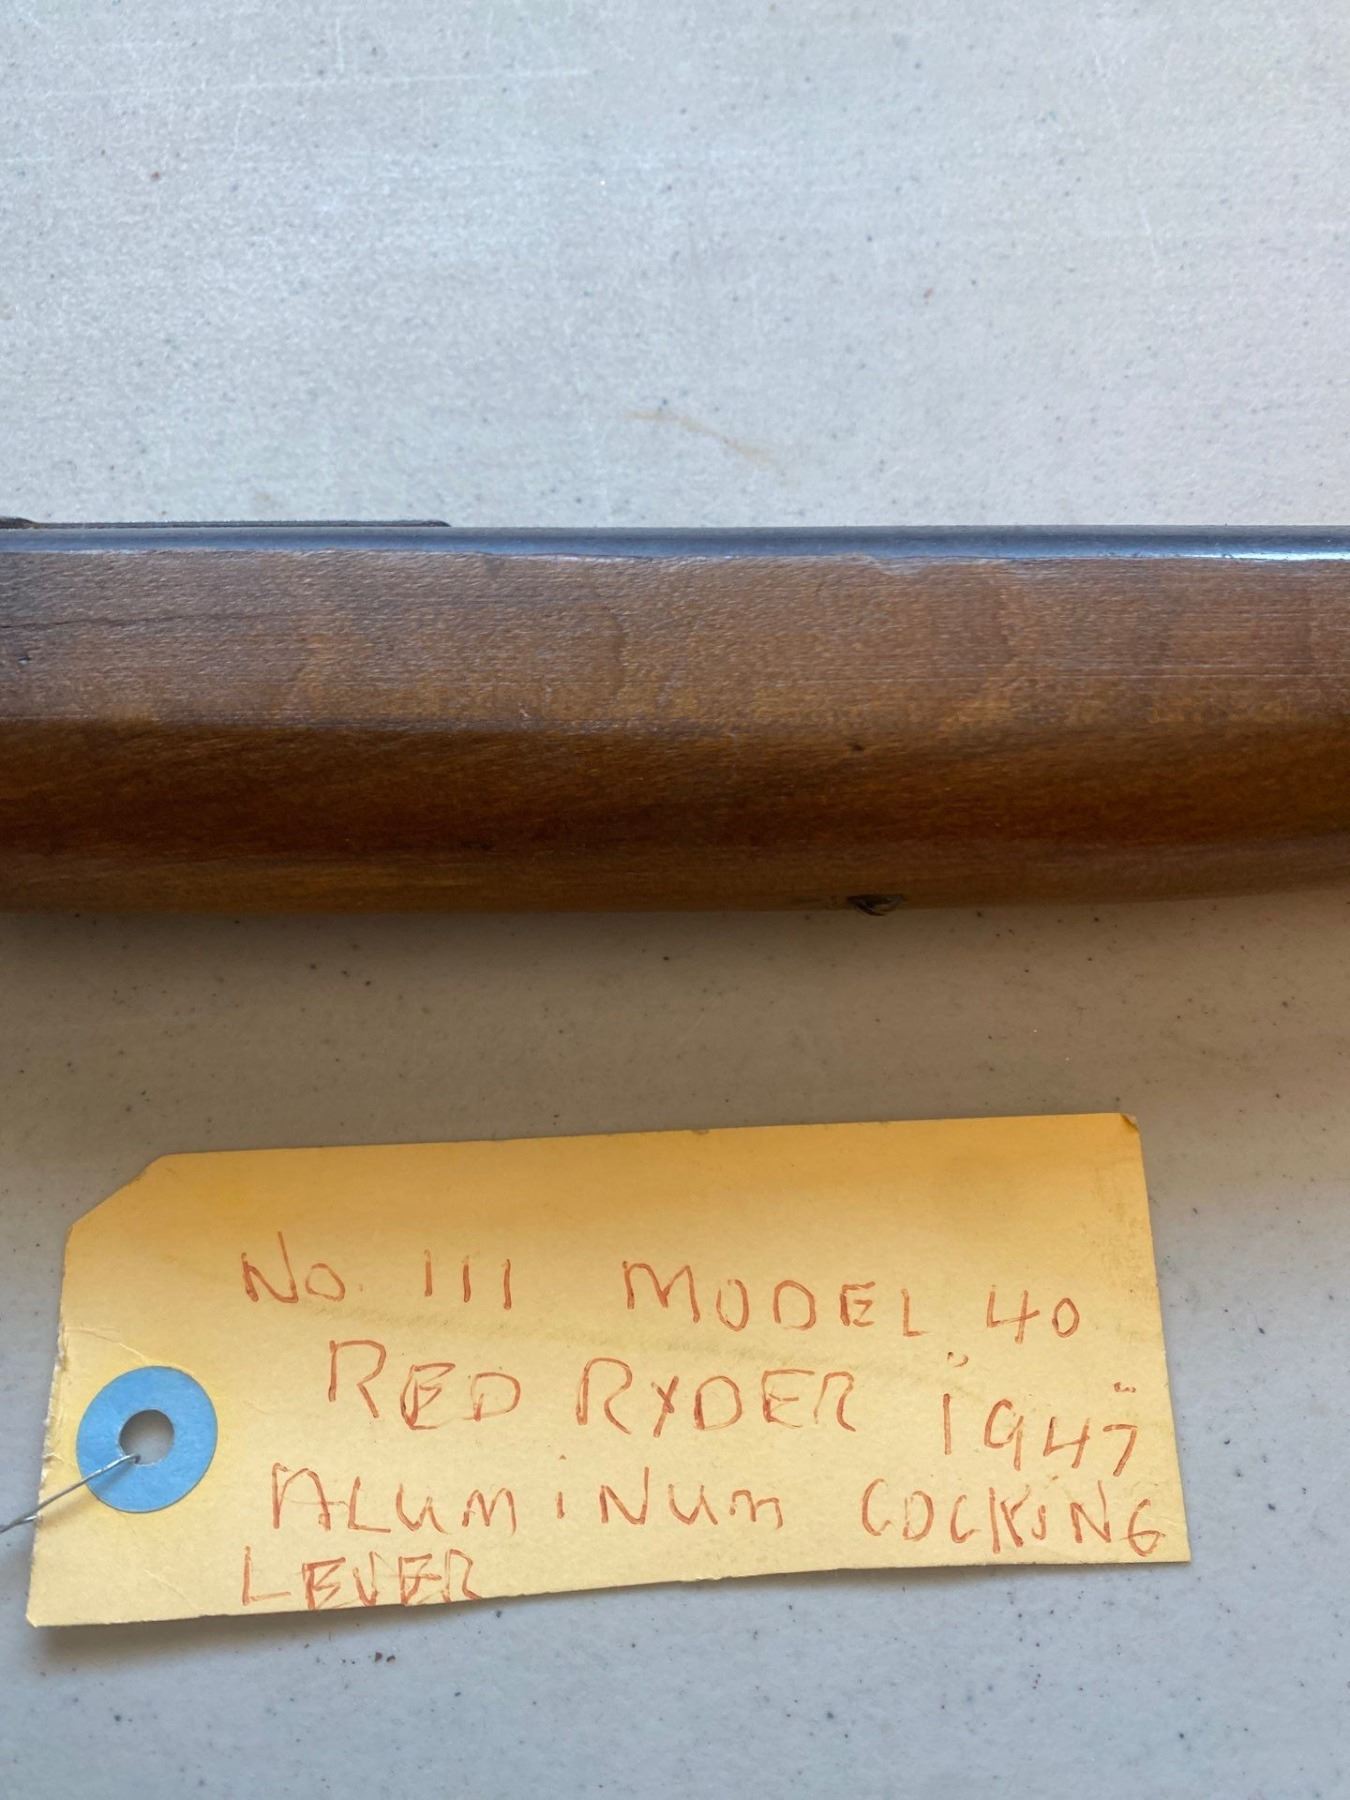 No. 111 MODEL 40
RED RYDER "1947"
ALUMINUM COCKING
LEVER